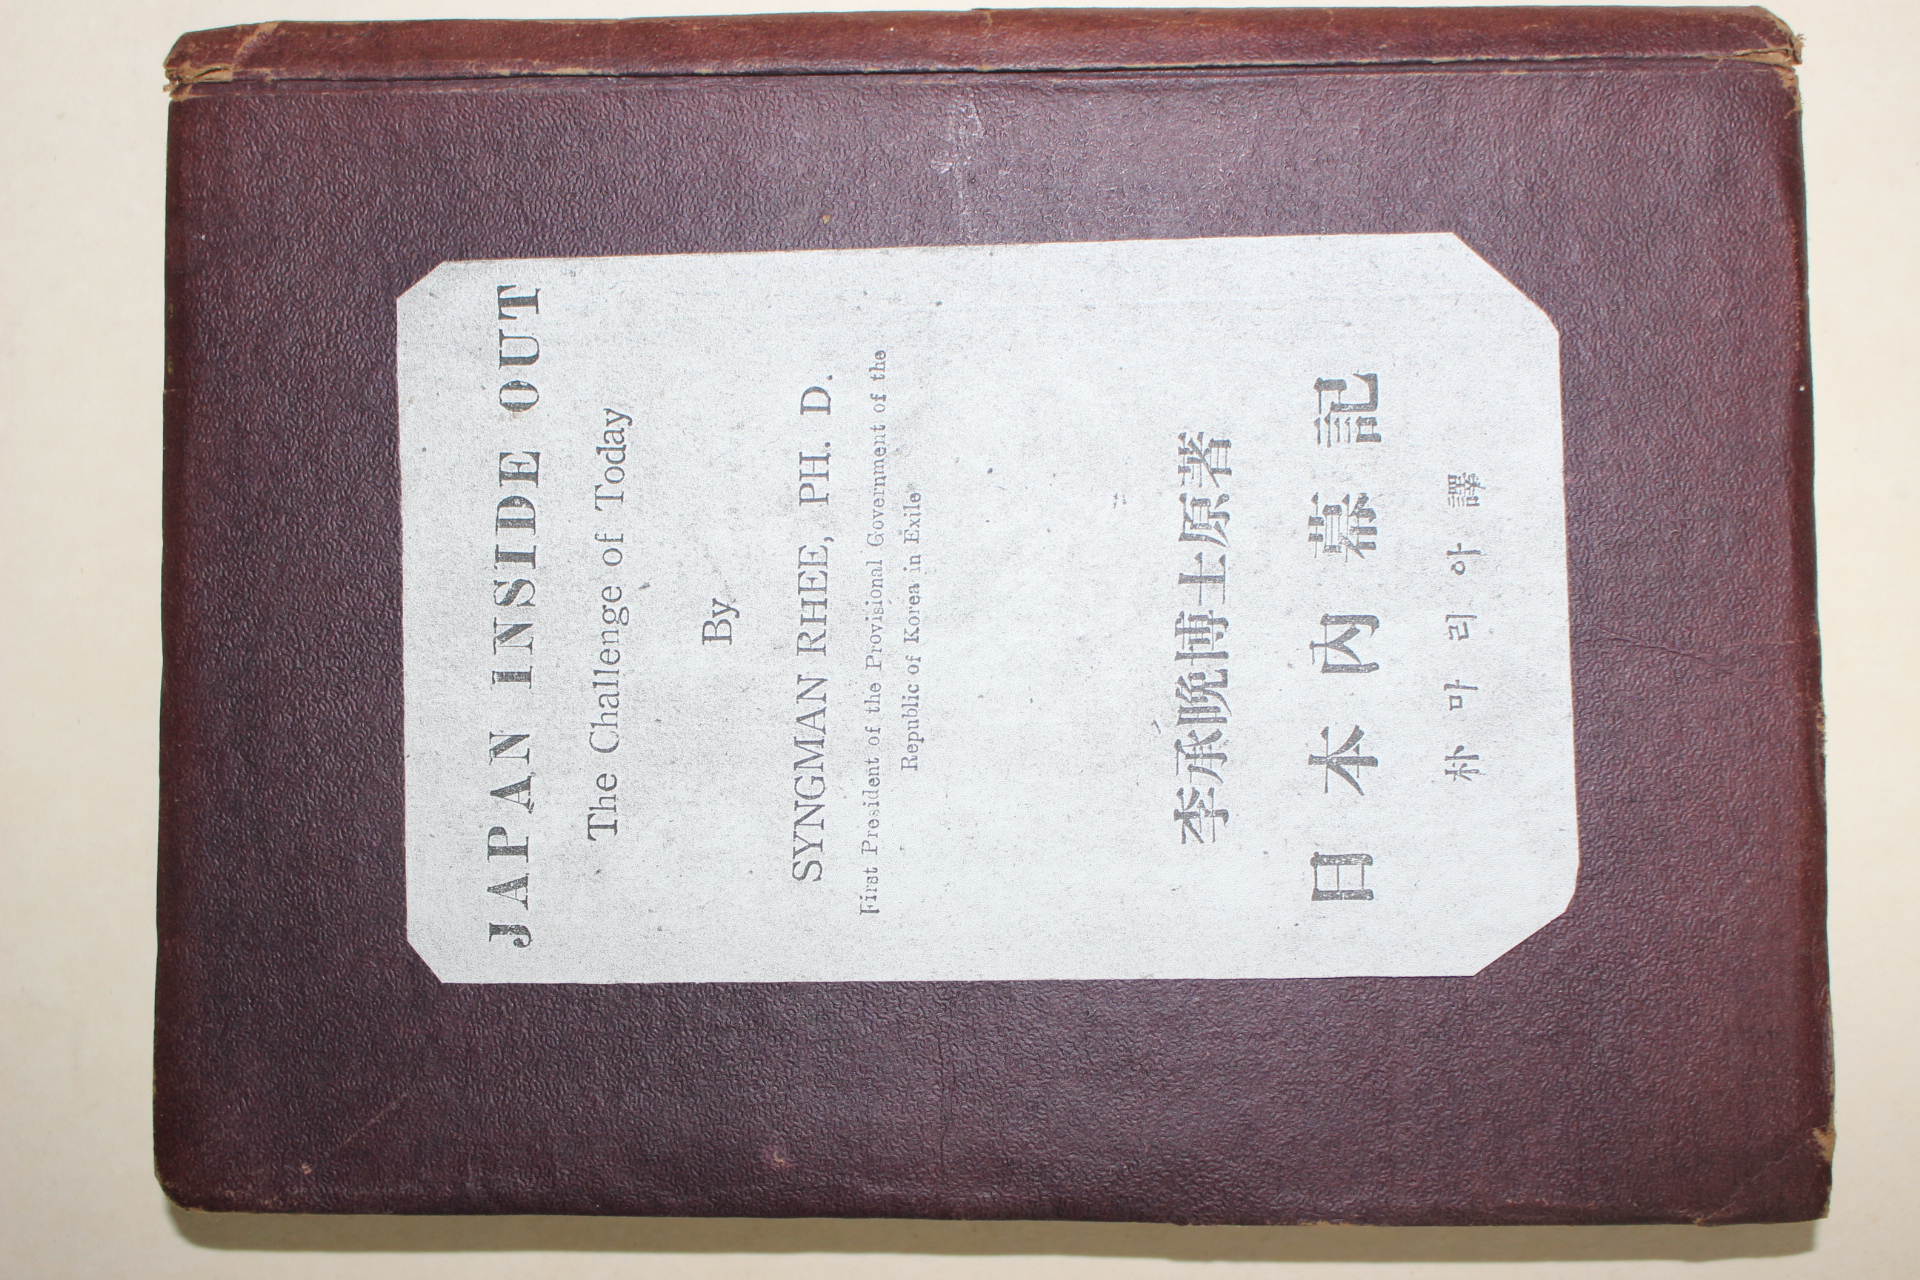 JAPAN INSIDE OUT
The Challenge of Today
By
SYNGMAN RHEE, PH. D.
First President of the Provisional Government of the
Republic of Korea in Exile
李承晩博士原著
日本內幕記
朴마리아譯